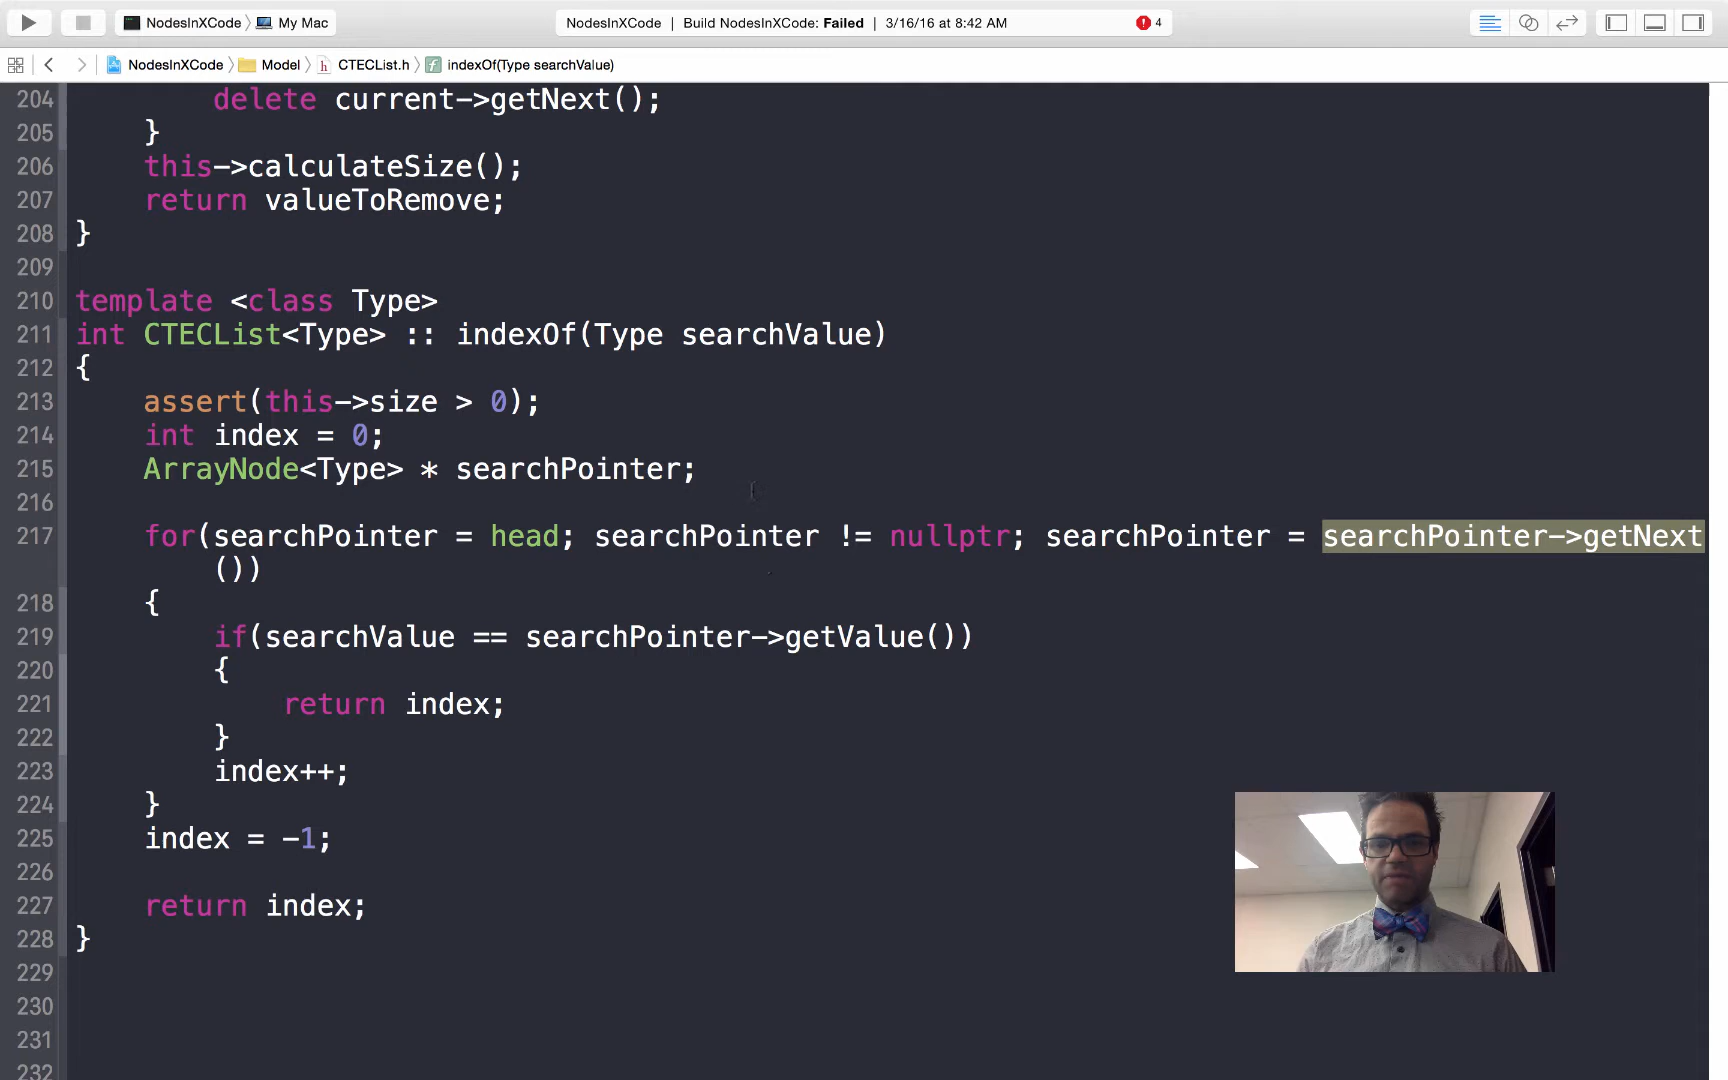 NodesInXCode 〉 My Mac
NodesInXCode | Build NodesInXCode: Failed | 3/16/16 at 8:42 AM 4
NodesInXCode 〉 Model 〉 h CTECList.h 〉 f indexOf(Type searchValue)
204 delete current->getNext();
205 }
206 this->calculateSize();
207 return valueToRemove;
208 }
209
210 template <class Type>
211 int CTECList<Type> :: indexOf(Type searchValue)
212 {
213 assert(this->size > 0);
214 int index = 0;
215 ArrayNode<Type> * searchPointer;
216
217 for(searchPointer = head; searchPointer != nullptr; searchPointer = searchPointer->getNext
())
218 {
219 if(searchValue == searchPointer->getValue())
220 {
221 return index;
222 }
223 index++;
224 }
225 index = -1;
226
227 return index;
228 }
229
230
231
232